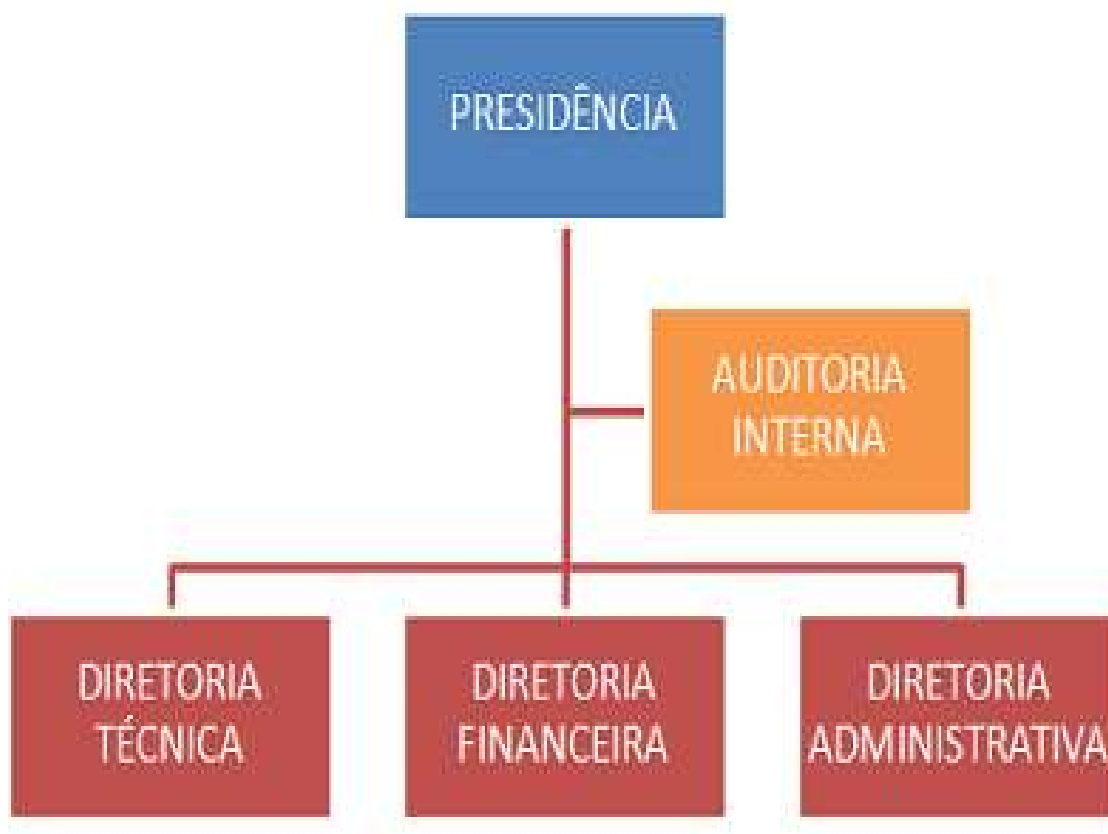 PRESIDÊNCIA
AUDITORIA
INTERNA
DIRETORIA
TÉCNICA
DIRETORIA
FINANCEIRA
DIRETORIA
ADMINISTRATIVA